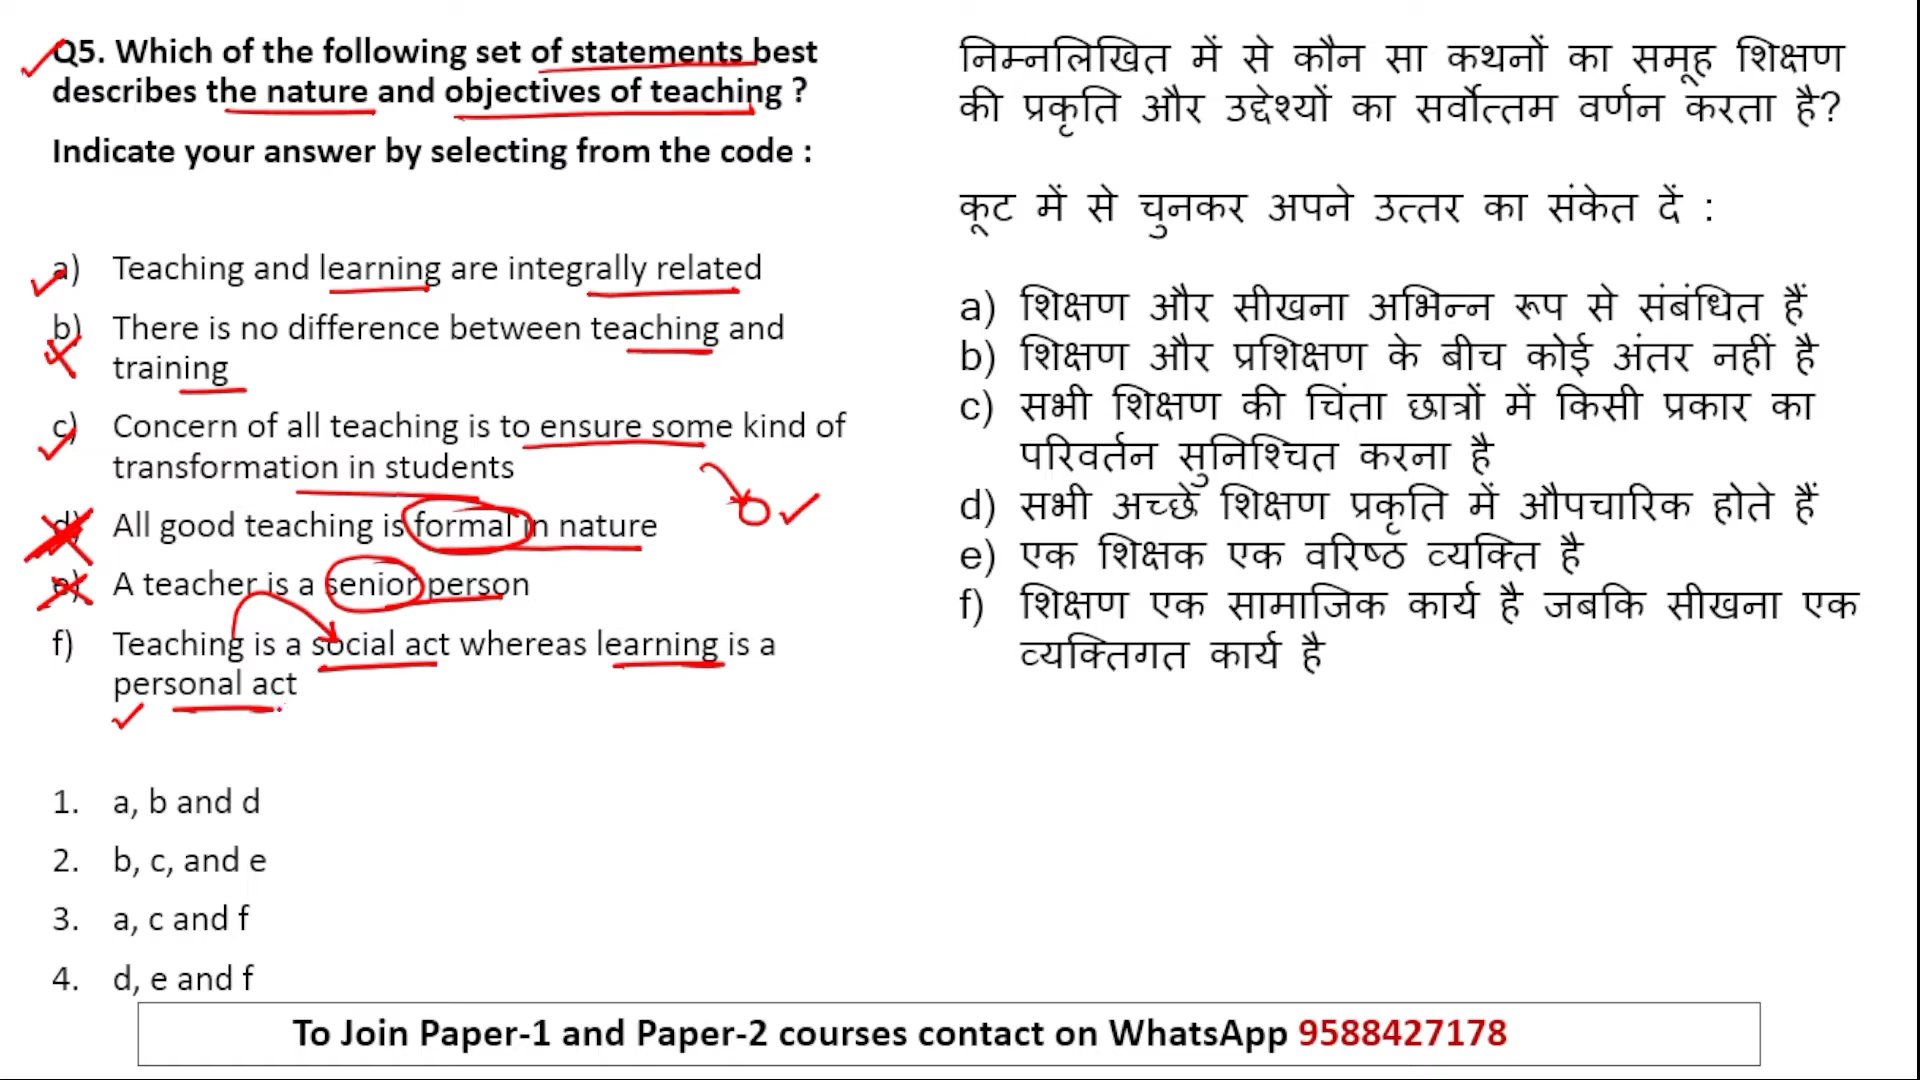 Q5. Which of the following set of statements best
describes the nature and objectives of teaching ?
Indicate your answer by selecting from the code :
a) Teaching and learning are integrally related
b) There is no difference between teaching and
training
c) Concern of all teaching is to ensure some kind of
transformation in students
d) All good teaching is formal in nature
e) A teacher is a senior person
f) Teaching is a social act whereas learning is a
personal act
1. a, b and d
2. b, c, and e
3. a, c and f
4. d, e and f
निम्नलिखित में से कौन सा कथनों का समूह शिक्षण
की प्रकृति और उद्देश्यों का सर्वोत्तम वर्णन करता है?
कूट में से चुनकर अपने उत्तर का संकेत दें :
a) शिक्षण और सीखना अभिन्न रूप से संबंधित हैं
b) शिक्षण और प्रशिक्षण के बीच कोई अंतर नहीं है
c) सभी शिक्षण की चिंता छात्रों में किसी प्रकार का
परिवर्तन सुनिश्चित करना है
d) सभी अच्छे शिक्षण प्रकृति में औपचारिक होते हैं
e) एक शिक्षक एक वरिष्ठ व्यक्ति है
f) शिक्षण एक सामाजिक कार्य है जबकि सीखना एक
व्यक्तिगत कार्य है
To Join Paper-1 and Paper-2 courses contact on WhatsApp 9588427178